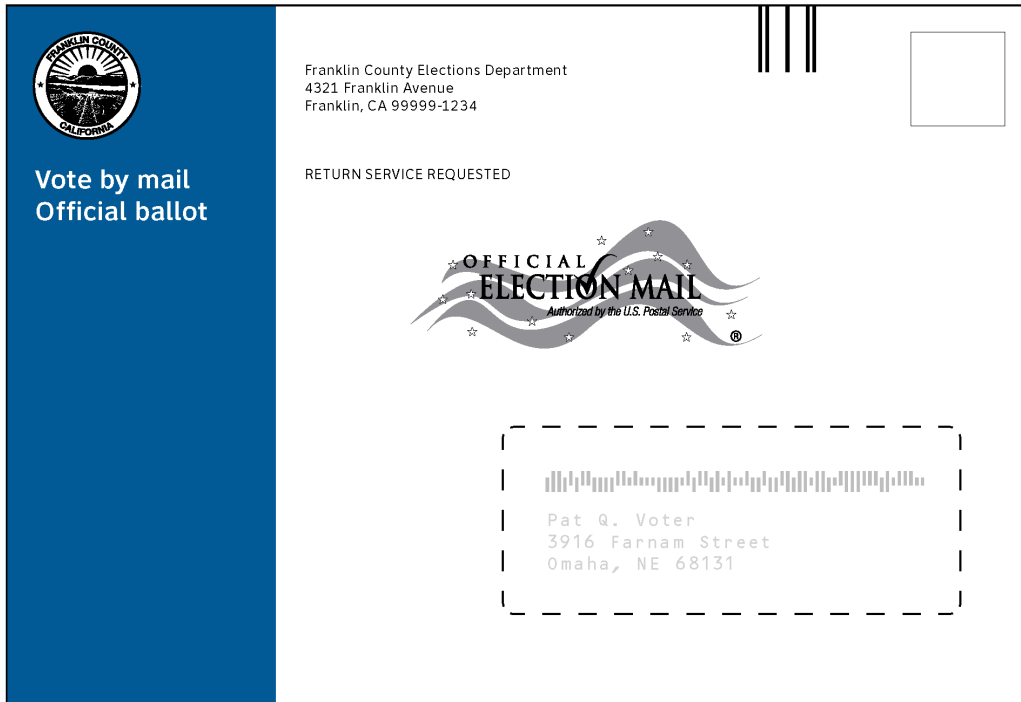 FRANKLIN COUNTY
CALIFORNIA
Vote by mail
Official ballot
Franklin County Elections Department
4321 Franklin Avenue
Franklin, CA 99999-1234
RETURN SERVICE REQUESTED
OFFICIAL
ELECTION MAIL
Authorized by the U.S. Postal Service
®
Pat Q. Voter
3916 Farnam Street
Omaha, NE 68131